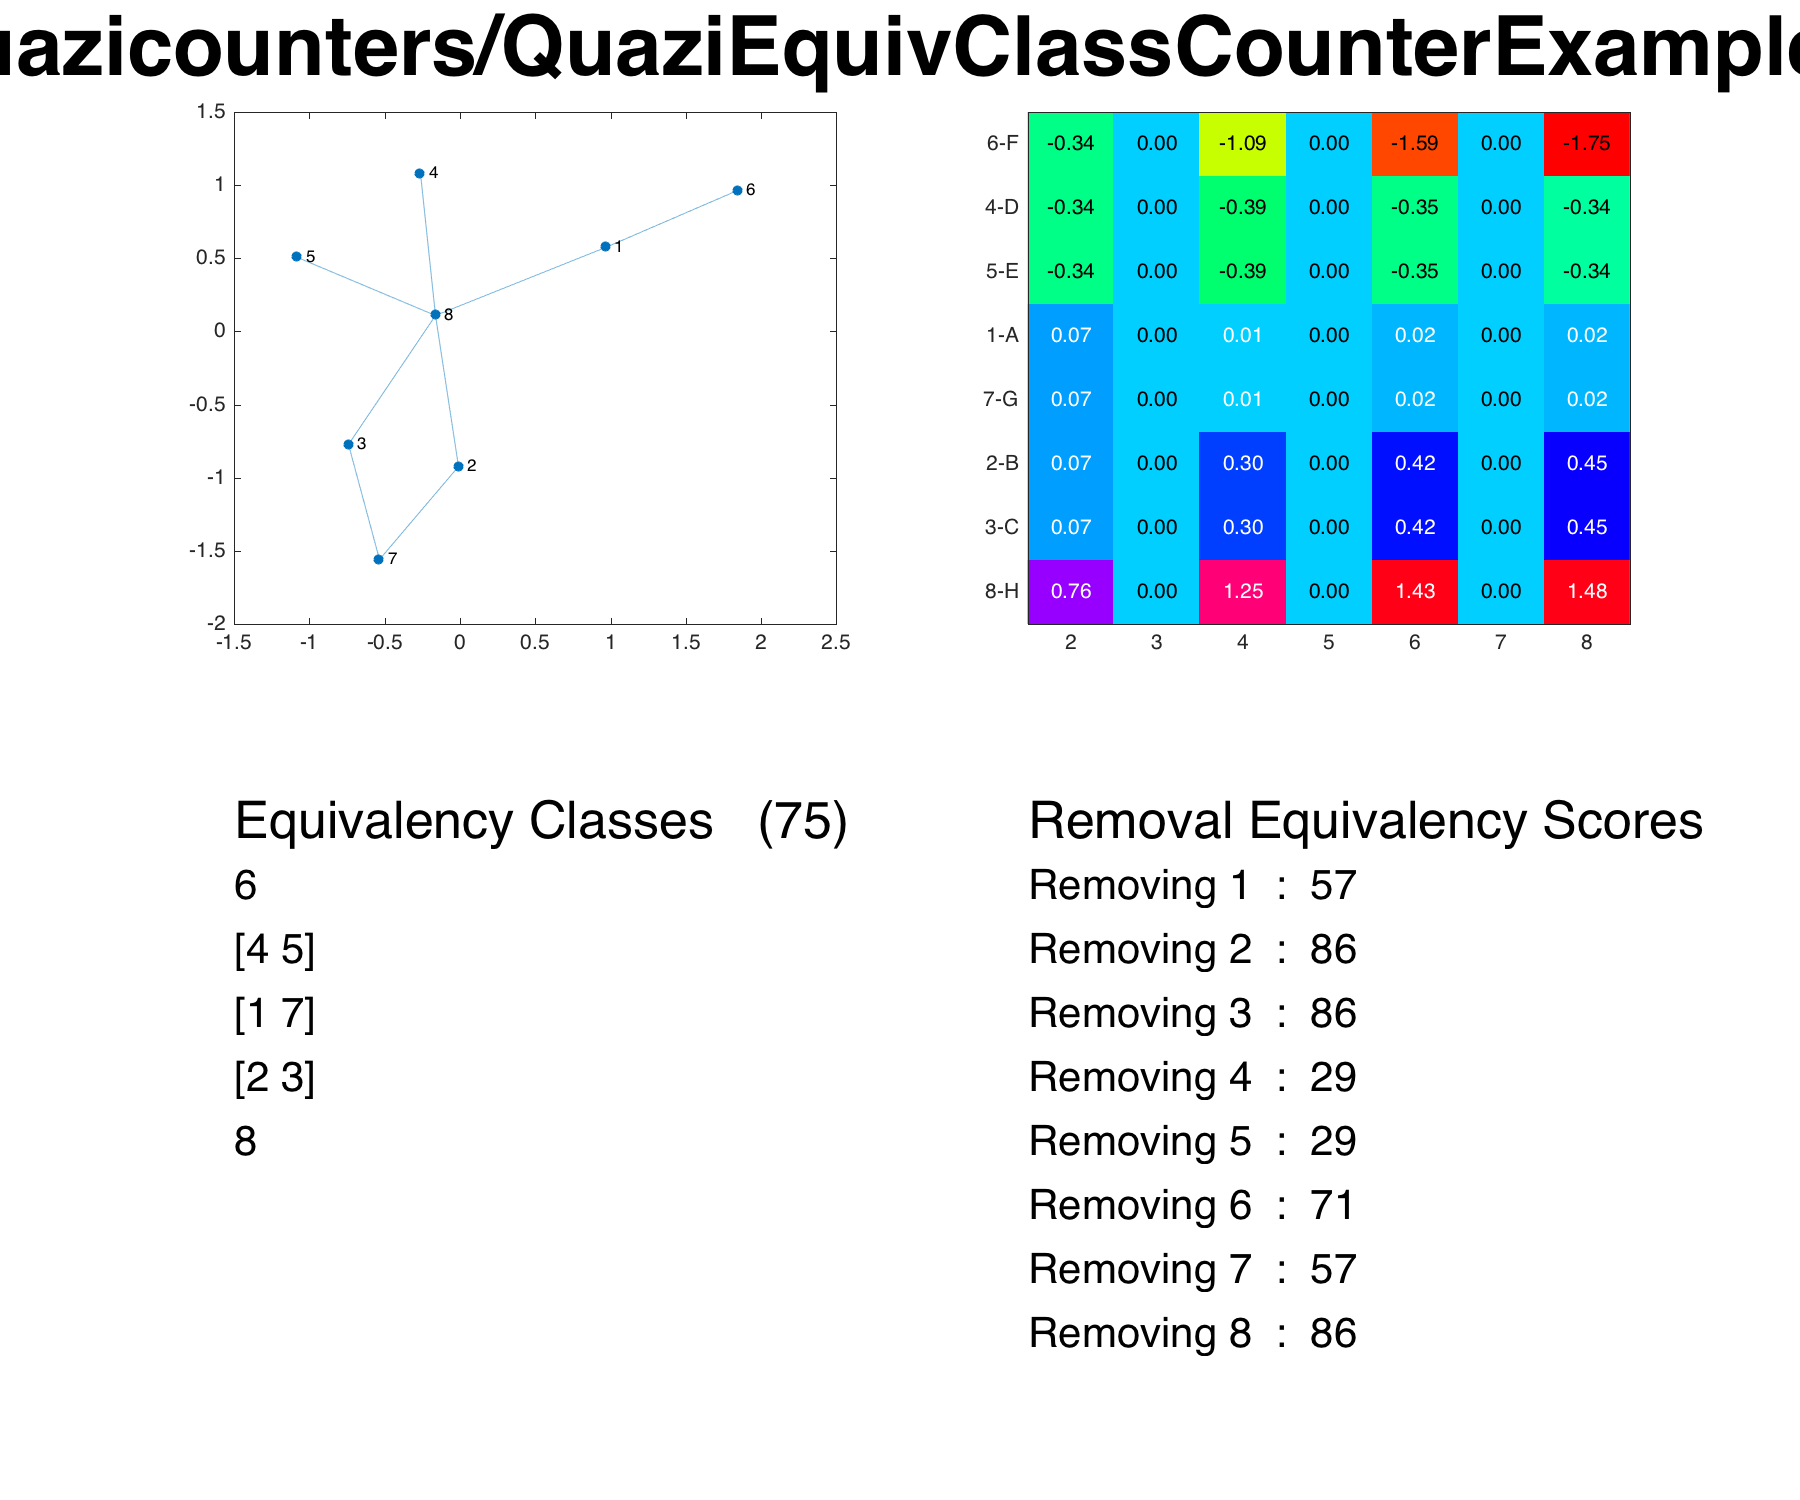 uazicounters/QuaziEquivClassCounterExample
1.5
1
0.5
0
-0.5
-1
-1.5
-2
-1.5 -1 -0.5 0 0.5 1 1.5 2 2.5
4
6
5
1
8
3
2
7
6-F -0.34 0.00 -1.09 0.00 -1.59 0.00 -1.75
4-D -0.34 0.00 -0.39 0.00 -0.35 0.00 -0.34
5-E -0.34 0.00 -0.39 0.00 -0.35 0.00 -0.34
1-A 0.07 0.00 0.01 0.00 0.02 0.00 0.02
7-G 0.07 0.00 0.01 0.00 0.02 0.00 0.02
2-B 0.07 0.00 0.30 0.00 0.42 0.00 0.45
3-C 0.07 0.00 0.30 0.00 0.42 0.00 0.45
8-H 0.76 0.00 1.25 0.00 1.43 0.00 1.48
2 3 4 5 6 7 8
Equivalency Classes (75)
6
[4 5]
[1 7]
[2 3]
8
Removal Equivalency Scores
Removing 1 : 57
Removing 2 : 86
Removing 3 : 86
Removing 4 : 29
Removing 5 : 29
Removing 6 : 71
Removing 7 : 57
Removing 8 : 86